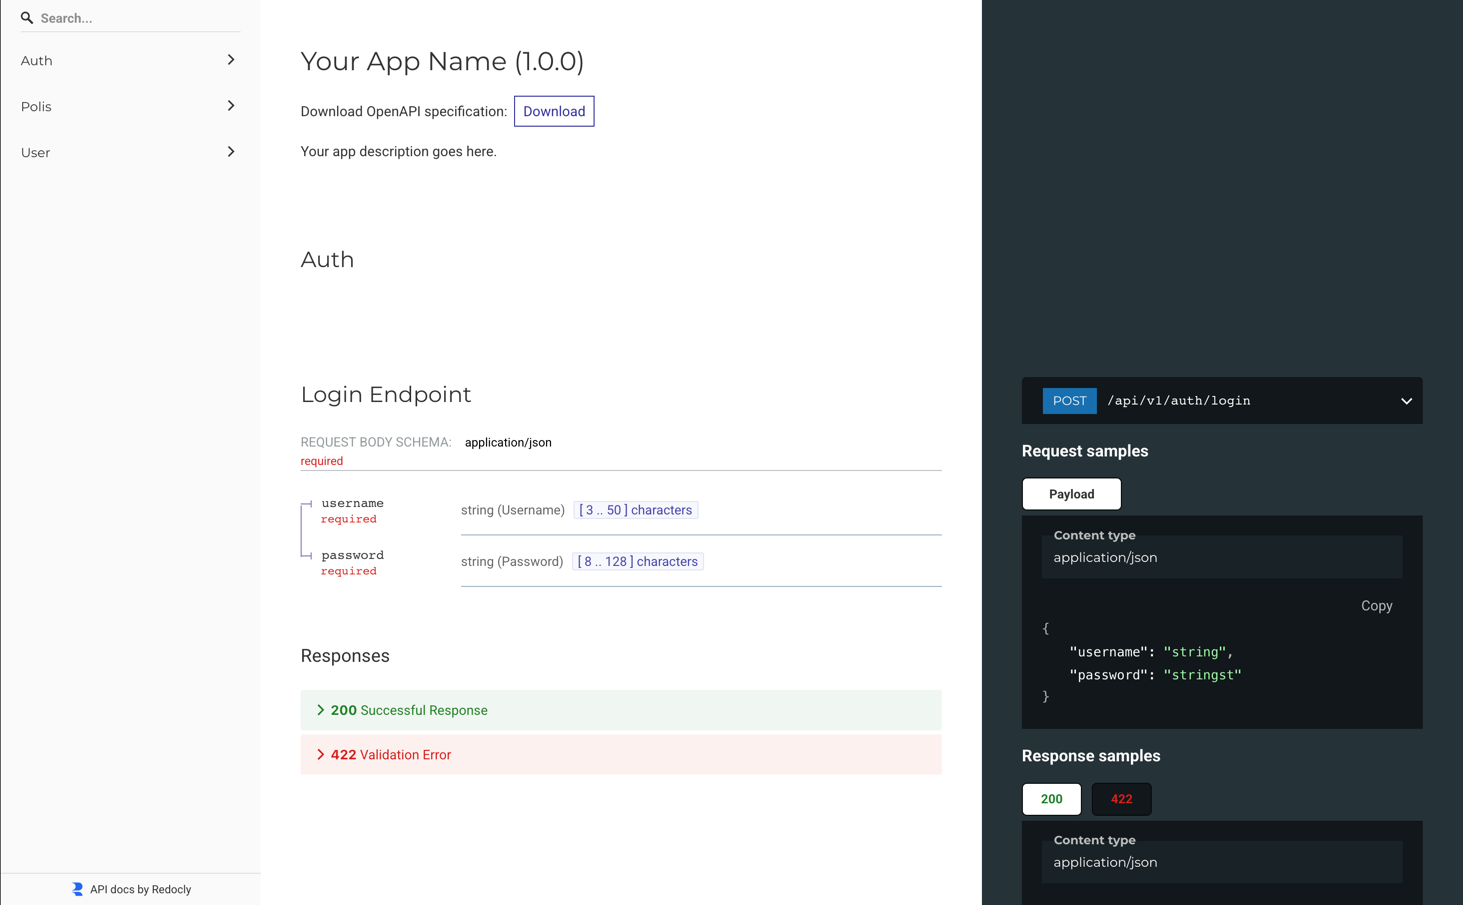 Search...
Auth
Polis
User
API docs by Redocly
Your App Name (1.0.0)
Download OpenAPI specification: Download
Your app description goes here.
Auth
Login Endpoint
REQUEST BODY SCHEMA: application/json
required
username
required
string (Username) [ 3 .. 50 ] characters
password
required
string (Password) [ 8 .. 128 ] characters
Responses
200 Successful Response
422 Validation Error
POST /api/v1/auth/login
Request samples
Payload
Content type
application/json
Copy
{
"username": "string",
"password": "stringst"
}
Response samples
200 422
Content type
application/json